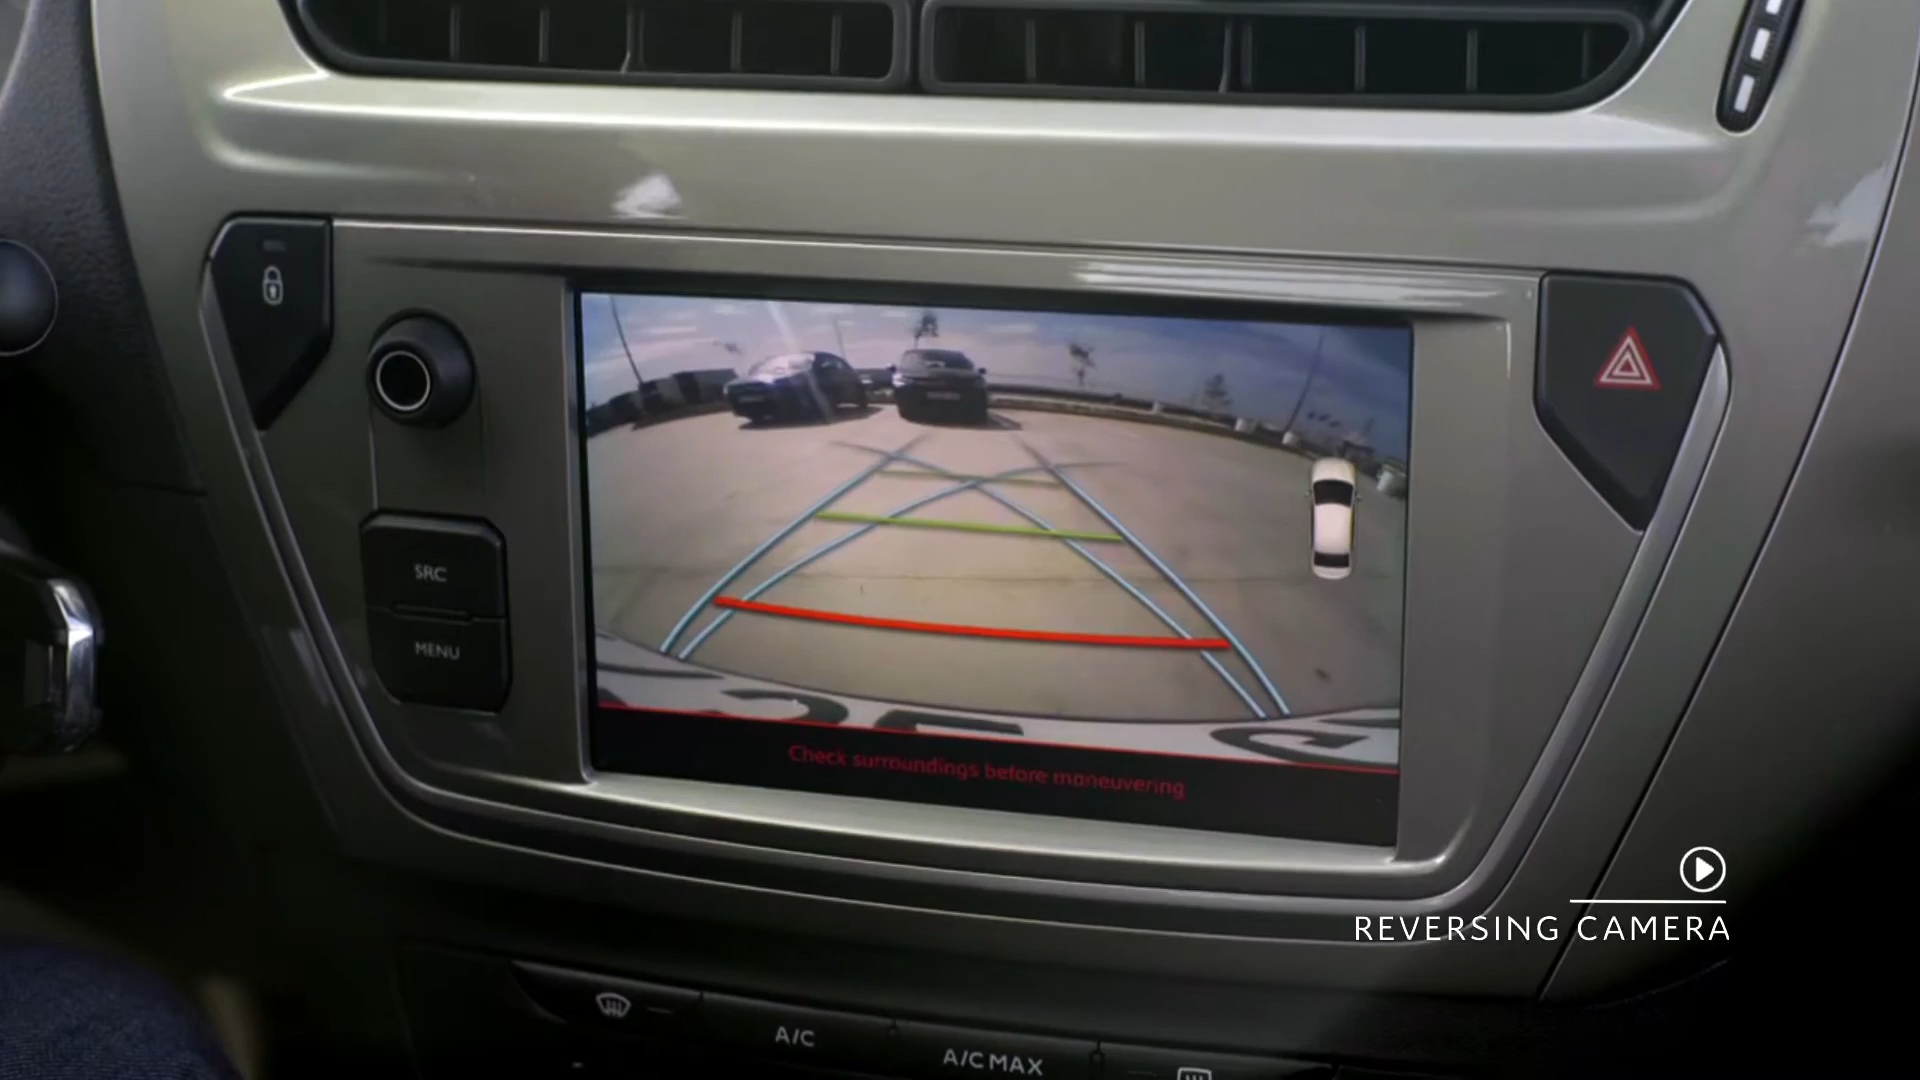 SRC
MENU
Check surroundings before maneuvering
REVERSING CAMERA
A/C
A/C MAX